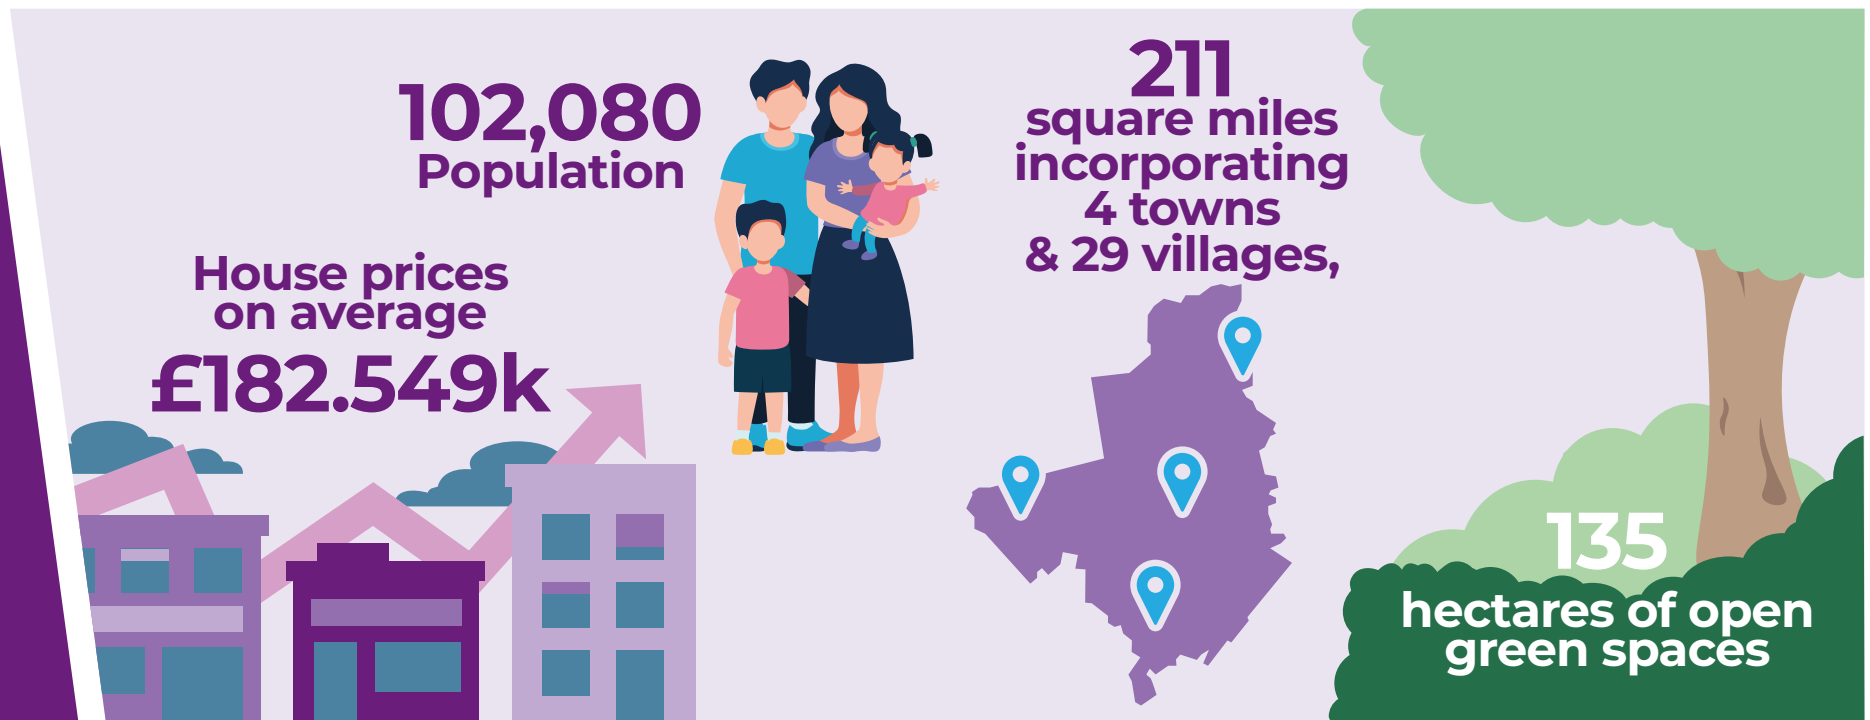 102,080
Population
House prices
on average
£182.549k
211
square miles
incorporating
4 towns
& 29 villages,
135
hectares of open
green spaces